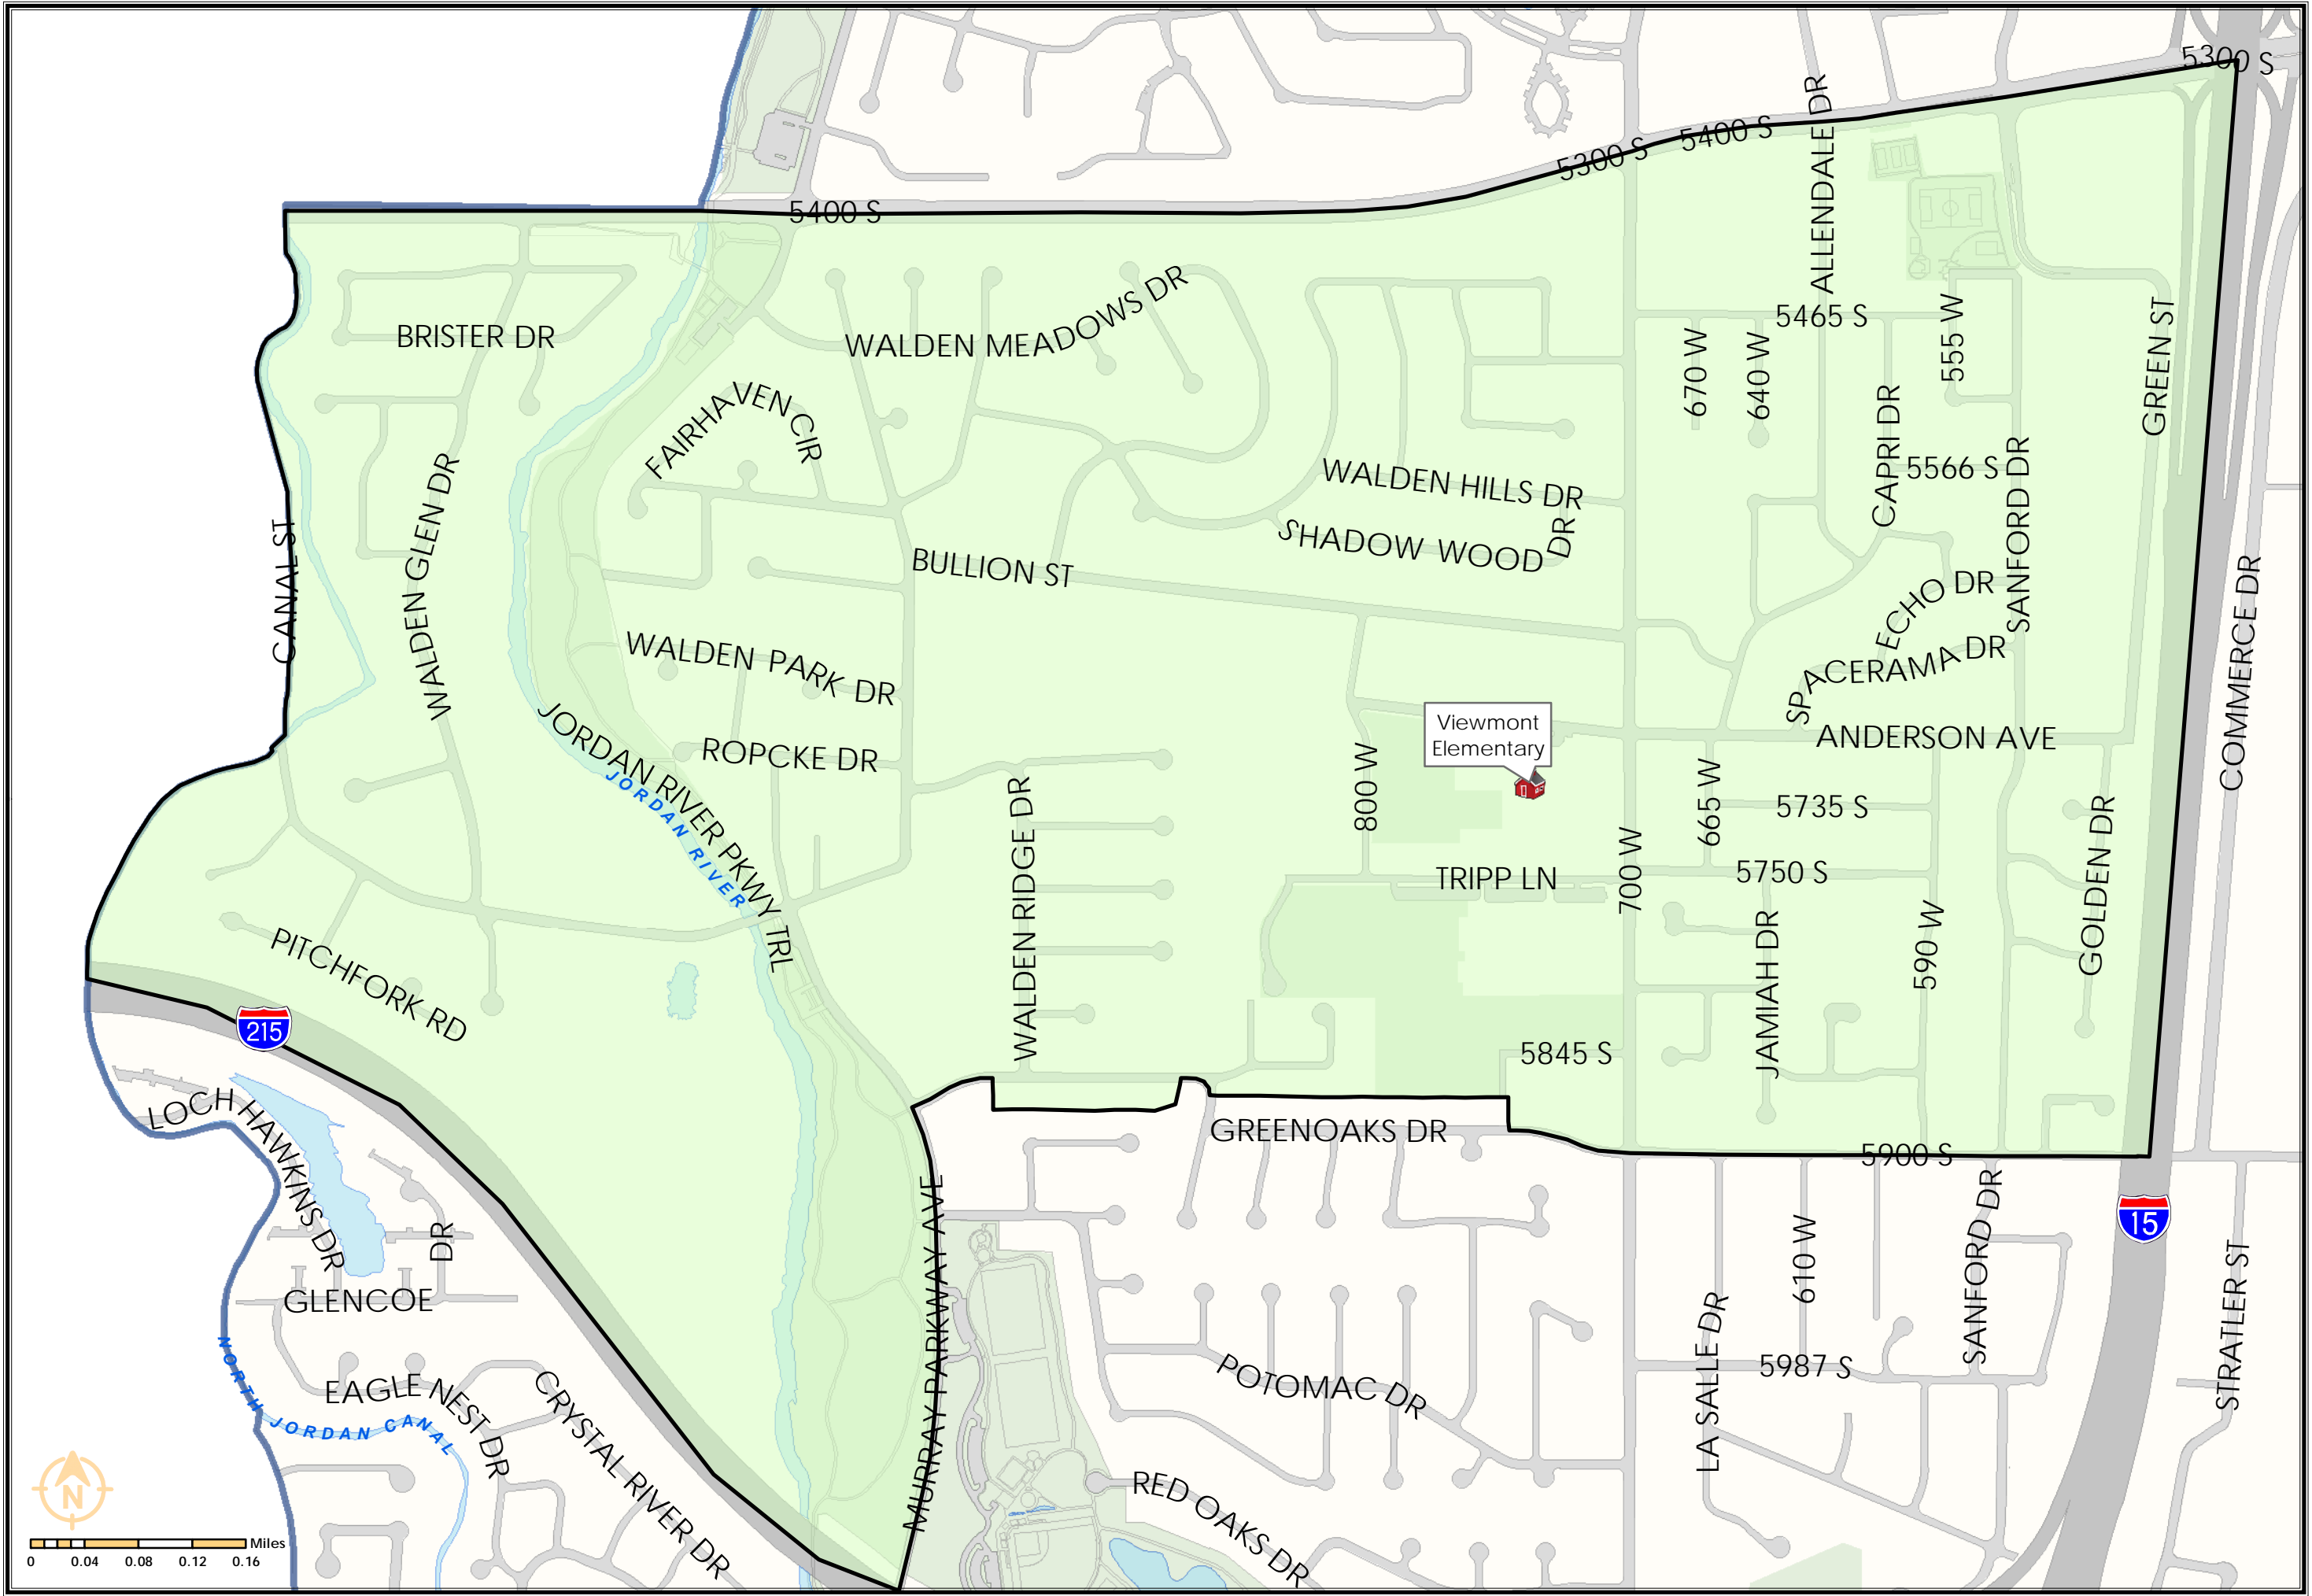 5300 S
5400 S
5300 S
5400 S
ALLENDALE DR
BRISTER DR
WALDEN MEADOWS DR
5465 S
670 W
640 W
555 W
GREEN ST
FAIRHAVEN CIR
CAPRI DR
5566 S
SANFORD DR
WALDEN HILLS DR
SHADOW WOOD DR
WALDEN GLEN DR
CANAL ST
BULLION ST
ECHO DR
SPACERAMA DR
COMMERCE DR
WALDEN PARK DR
JORDAN RIVER PKWY TRL
JORDAN RIVER
ROPCKE DR
Viewmont
Elementary
ANDERSON AVE
800 W
665 W
5735 S
WALDEN RIDGE DR
700 W
TRIPP LN
5750 S
GOLDEN DR
JAMIAH DR
590 W
PITCHFORK RD
215
5845 S
LOCH HAWKINS DR
GREENOAKS DR
5900 S
MURRAY PARKWAY AVE
SANFORD DR
15
610 W
DR
GLENCOE
STRATLER ST
LA SALLE DR
5987 S
POTOMAC DR
NORTH JORDAN CANAL
EAGLE NEST DR
CRYSTAL RIVER DR
RED OAKS DR
N
Miles
0 0.04 0.08 0.12 0.16